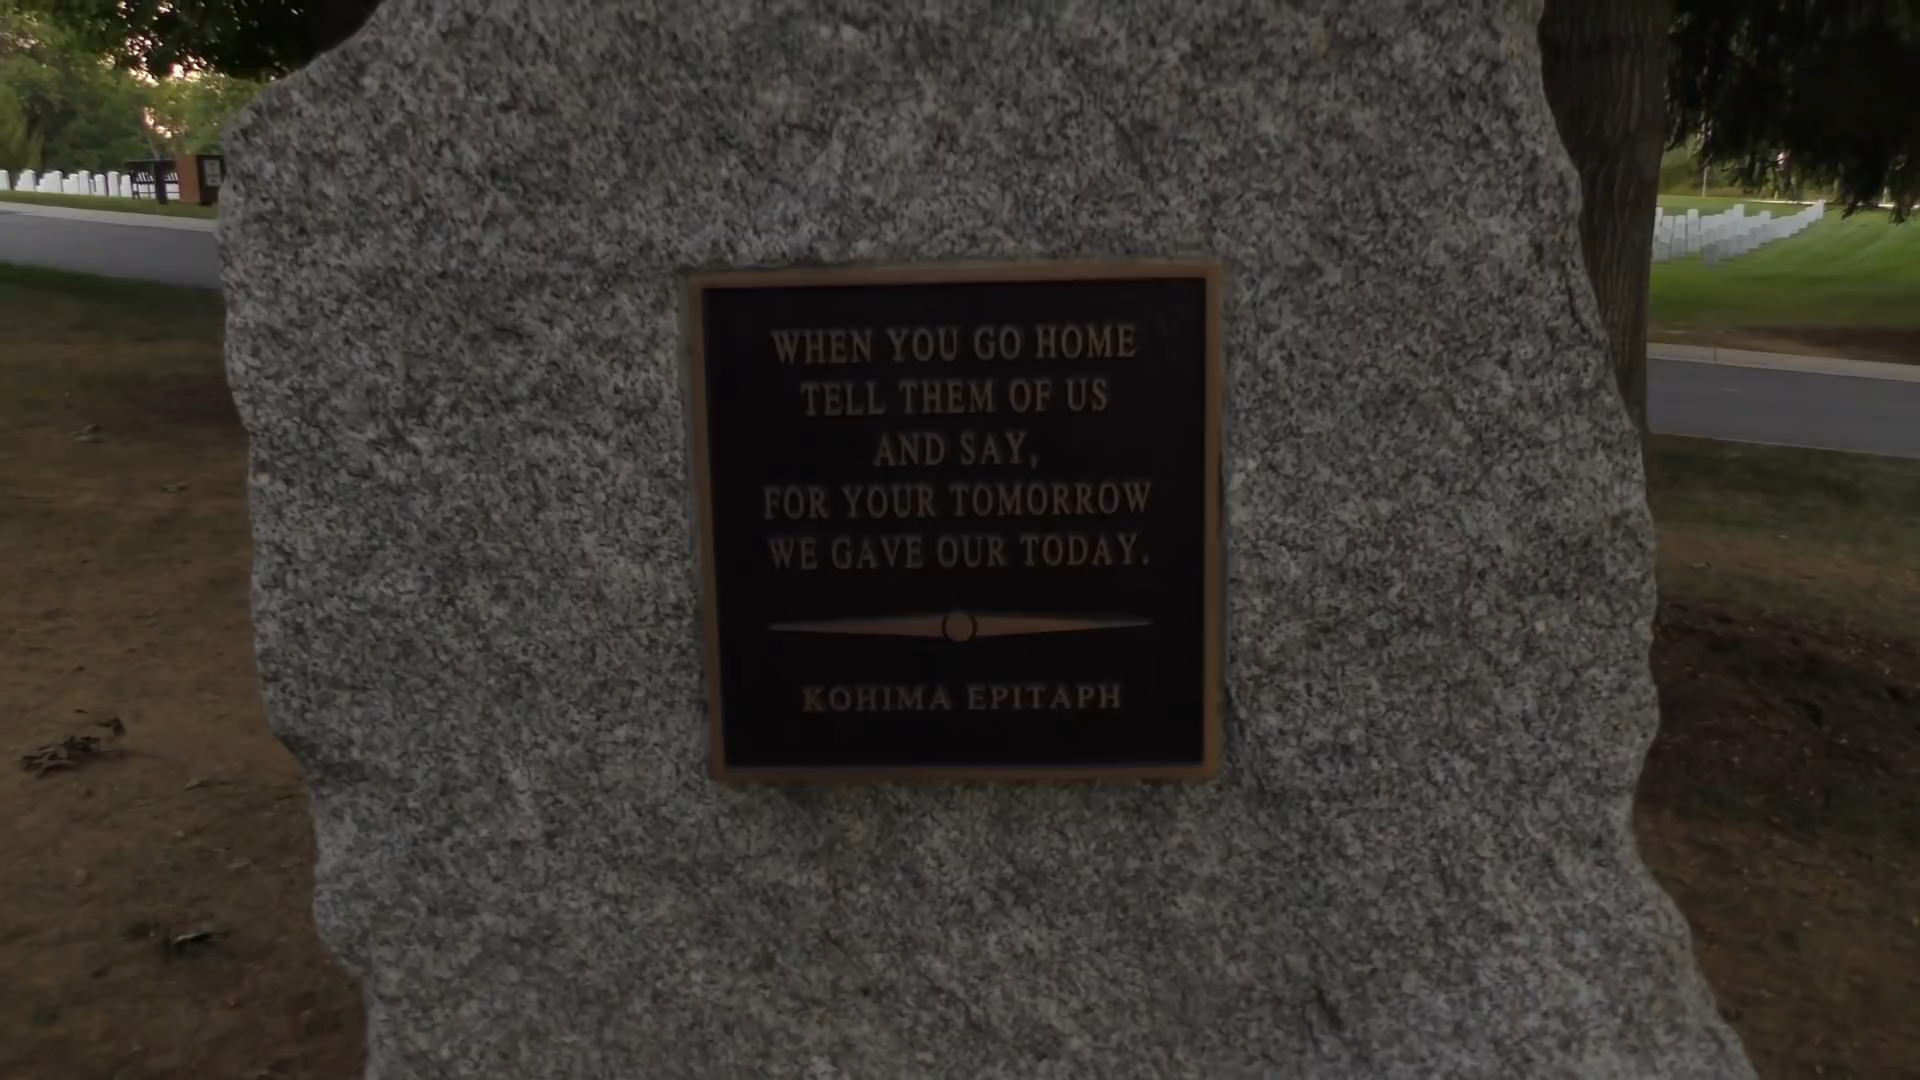 WHEN YOU GO HOME
TELL THEM OF US
AND SAY,
FOR YOUR TOMORROW
WE GAVE OUR TODAY.
KOHIMA EPITAPH